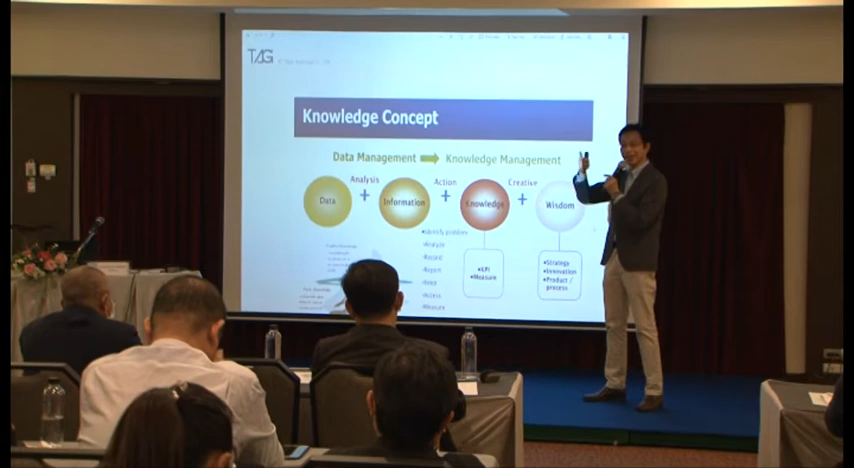 TAG
Knowledge Concept
Data Management Knowledge Management
Analysis Action Creative
Data + Information + Knowledge + Wisdom
•Identify problem
•Analyze
•Record
•Report
•Keep
•Access
•Measure
•KPI
•Measure
•Strategy
•Innovation
•Product /
process